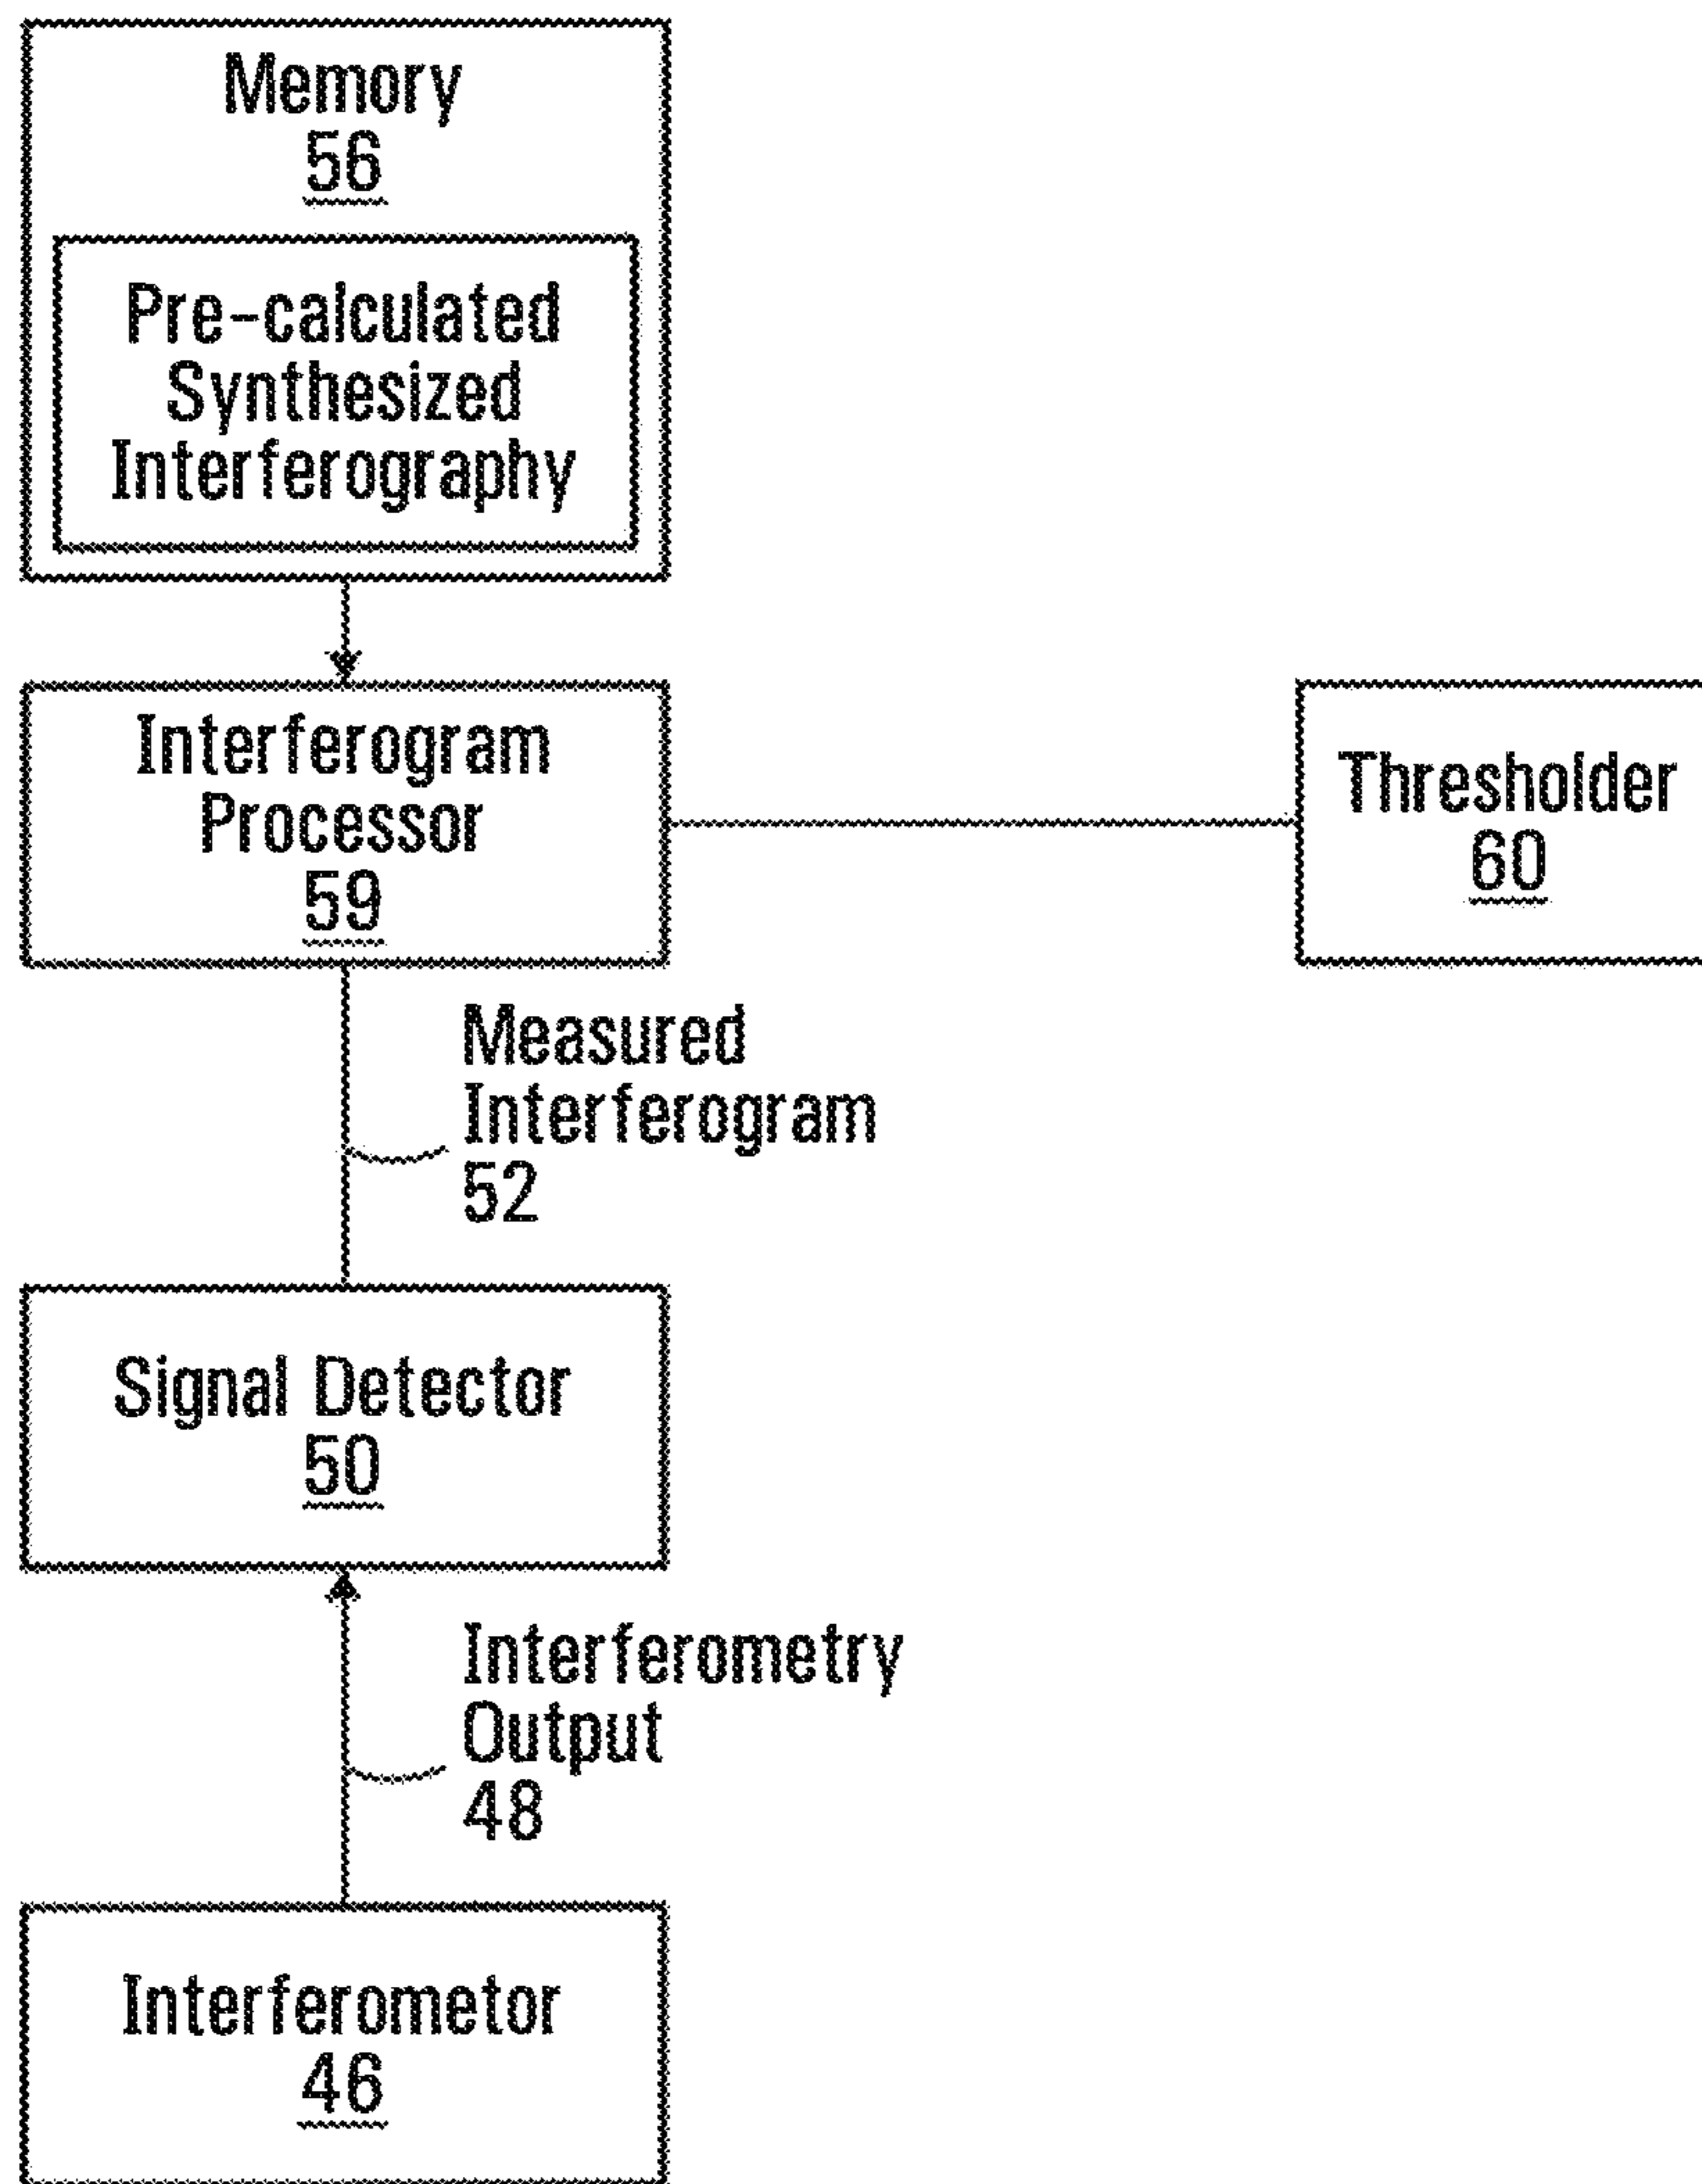 Memory
56
Pre-calculated
Synthesized
Interferography
Interferogram
Processor
59
Thresholder
60
Measured
Interferogram
52
Signal Detector
50
Interferometry
Output
48
Interferometor
46